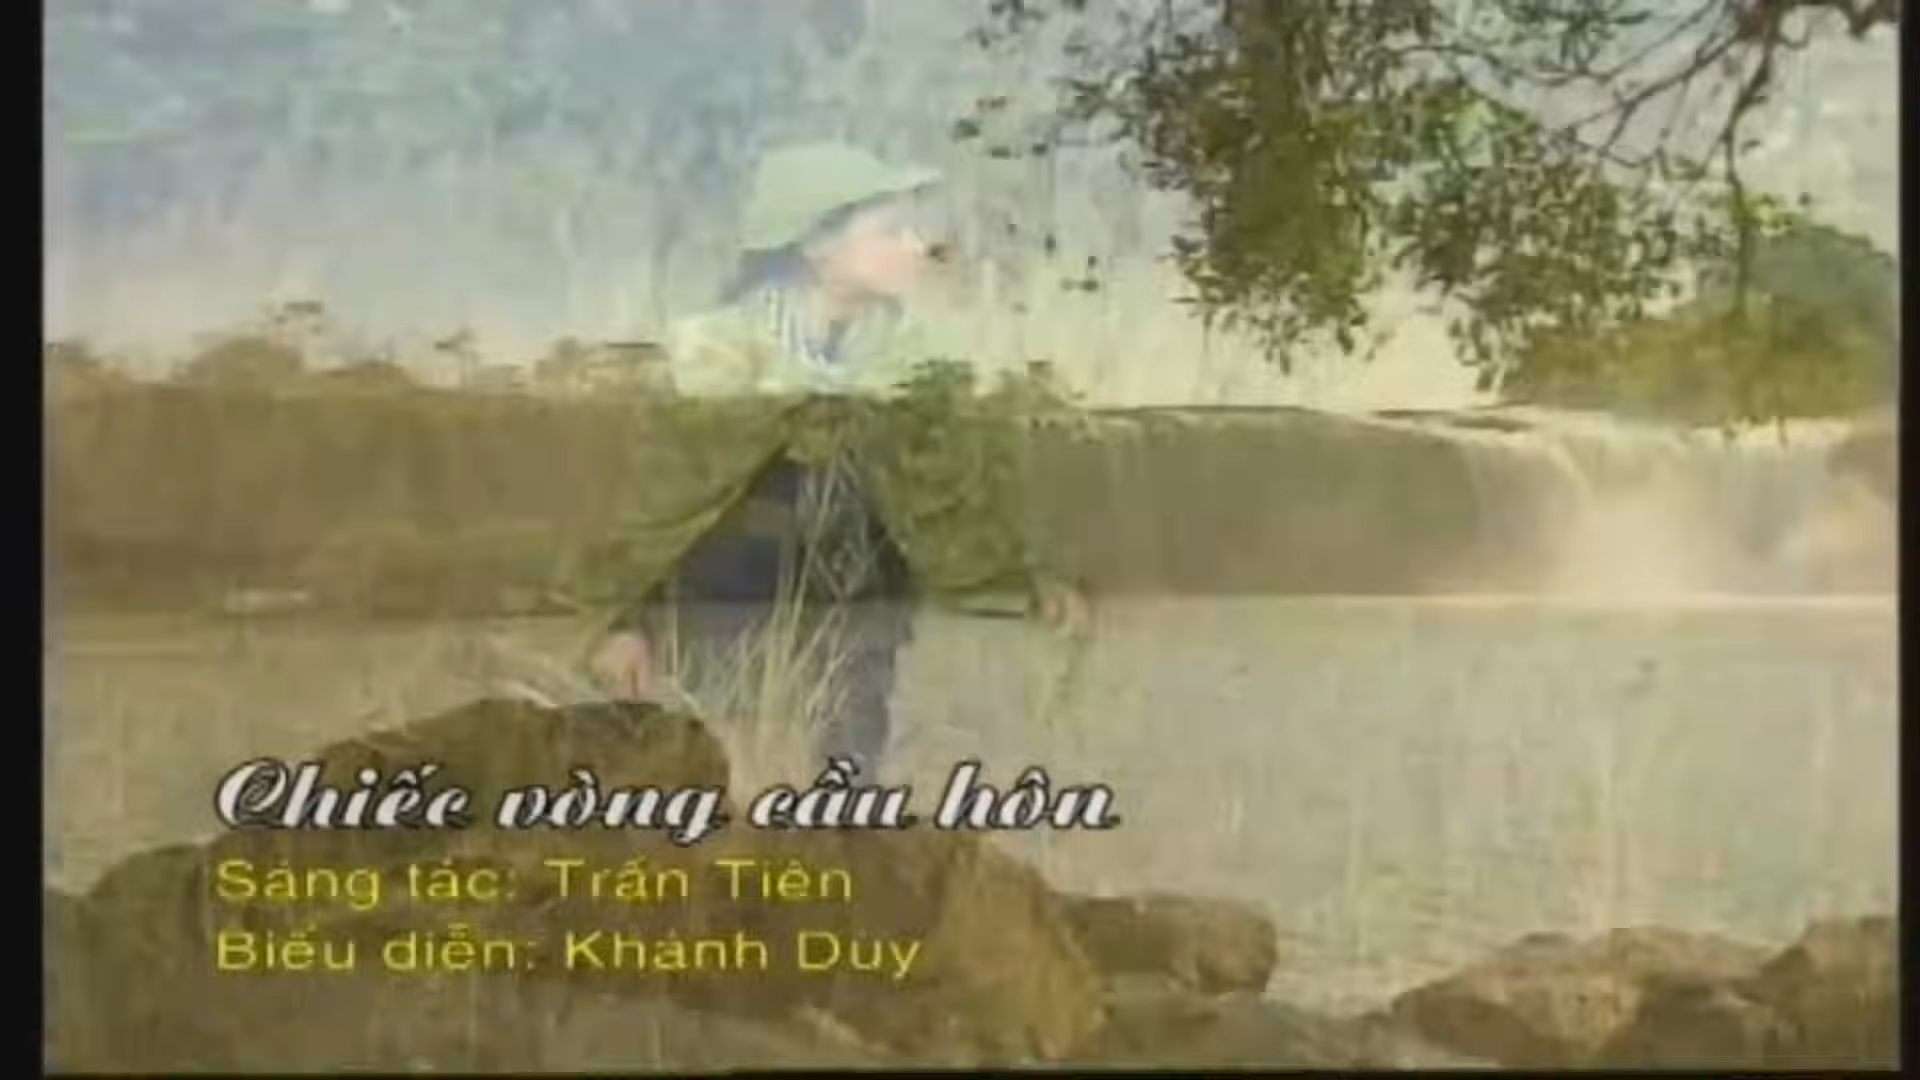 Chiếc vòng cầu hôn
Sáng tác: Trần Tiến
Biểu diễn: Khánh Duy